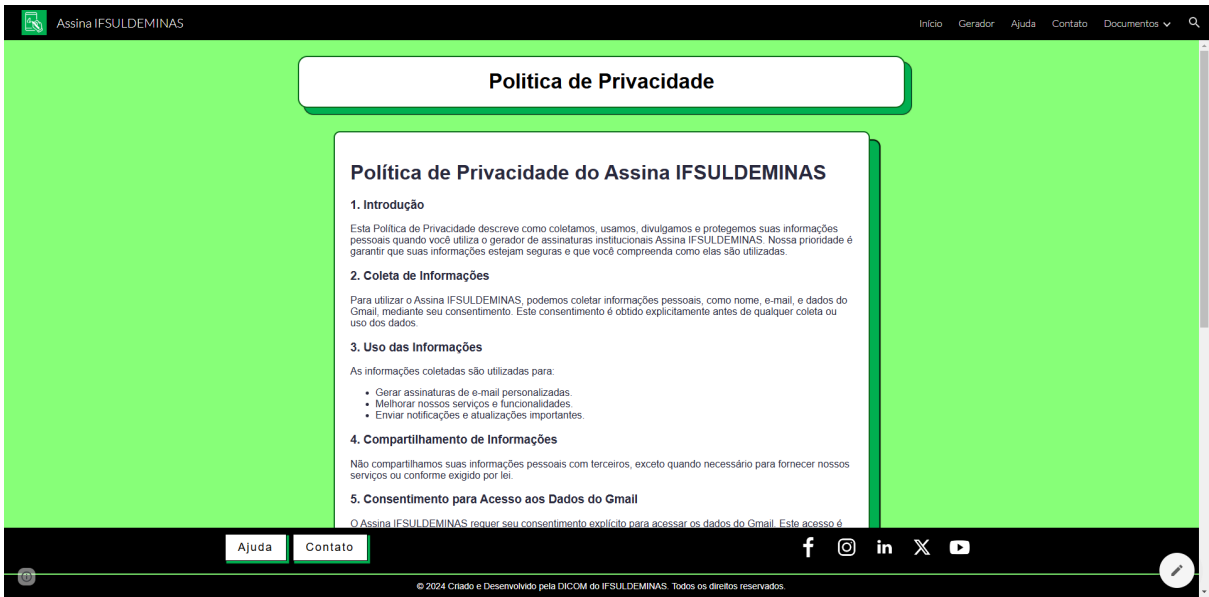 Assina IFSULDEMINAS
Início Gerador Ajuda Contato Documentos
Politica de Privacidade
Política de Privacidade do Assina IFSULDEMINAS
1. Introdução
Esta Política de Privacidade descreve como coletamos, usamos, divulgamos e protegemos suas informações
pessoais quando você utiliza o gerador de assinaturas institucionais Assina IFSULDEMINAS. Nossa prioridade é
garantir que suas informações estejam seguras e que você compreenda como elas são utilizadas.
2. Coleta de Informações
Para utilizar o Assina IFSULDEMINAS, podemos coletar informações pessoais, como nome, e-mail, e dados do
Gmail, mediante seu consentimento. Este consentimento é obtido explicitamente antes de qualquer coleta ou
uso dos dados.
3. Uso das Informações
As informações coletadas são utilizadas para:
• Gerar assinaturas de e-mail personalizadas.
• Melhorar nossos serviços e funcionalidades.
• Enviar notificações e atualizações importantes.
4. Compartilhamento de Informações
Não compartilhamos suas informações pessoais com terceiros, exceto quando necessário para fornecer nossos
serviços ou conforme exigido por lei.
5. Consentimento para Acesso aos Dados do Gmail
O Assina IFSULDEMINAS requer seu consentimento explícito para acessar os dados do Gmail. Este acesso é
Ajuda Contato
© 2024 Criado e Desenvolvido pela DICOM do IFSULDEMINAS. Todos os direitos reservados.